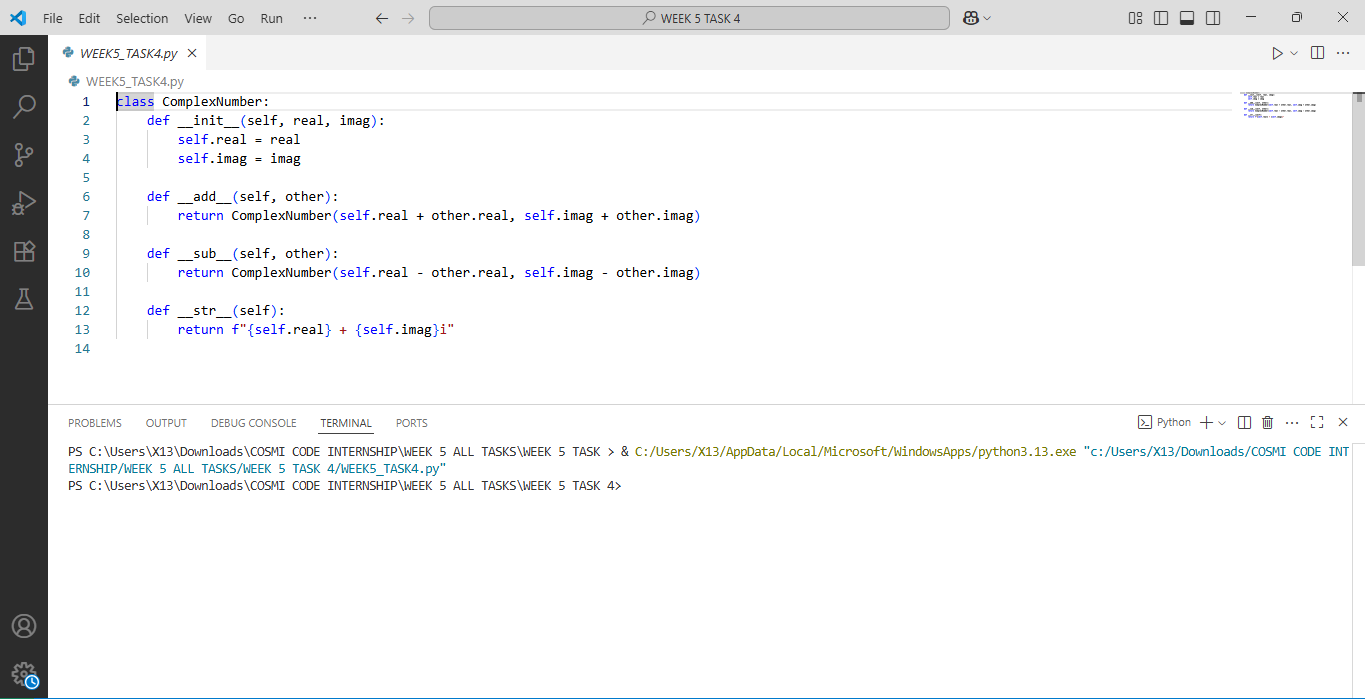 File Edit Selection View Go Run ··· WEEK 5 TASK 4
WEEK5_TASK4.py
WEEK5_TASK4.py
1 class ComplexNumber:
2     def __init__(self, real, imag):
3         self.real = real
4         self.imag = imag
5
6     def __add__(self, other):
7         return ComplexNumber(self.real + other.real, self.imag + other.imag)
8
9     def __sub__(self, other):
10         return ComplexNumber(self.real - other.real, self.imag - other.imag)
11
12     def __str__(self):
13         return f"{self.real} + {self.imag}i"
14
PROBLEMS OUTPUT DEBUG CONSOLE TERMINAL PORTS Python
PS C:\Users\X13\Downloads\COSMI CODE INTERNSHIP\WEEK 5 ALL TASKS\WEEK 5 TASK > & C:/Users/X13/AppData/Local/Microsoft/WindowsApps/python3.13.exe "c:/Users/X13/Downloads/COSMI CODE INT
ERNSHIP/WEEK 5 ALL TASKS/WEEK 5 TASK 4/WEEK5_TASK4.py"
PS C:\Users\X13\Downloads\COSMI CODE INTERNSHIP\WEEK 5 ALL TASKS\WEEK 5 TASK 4>